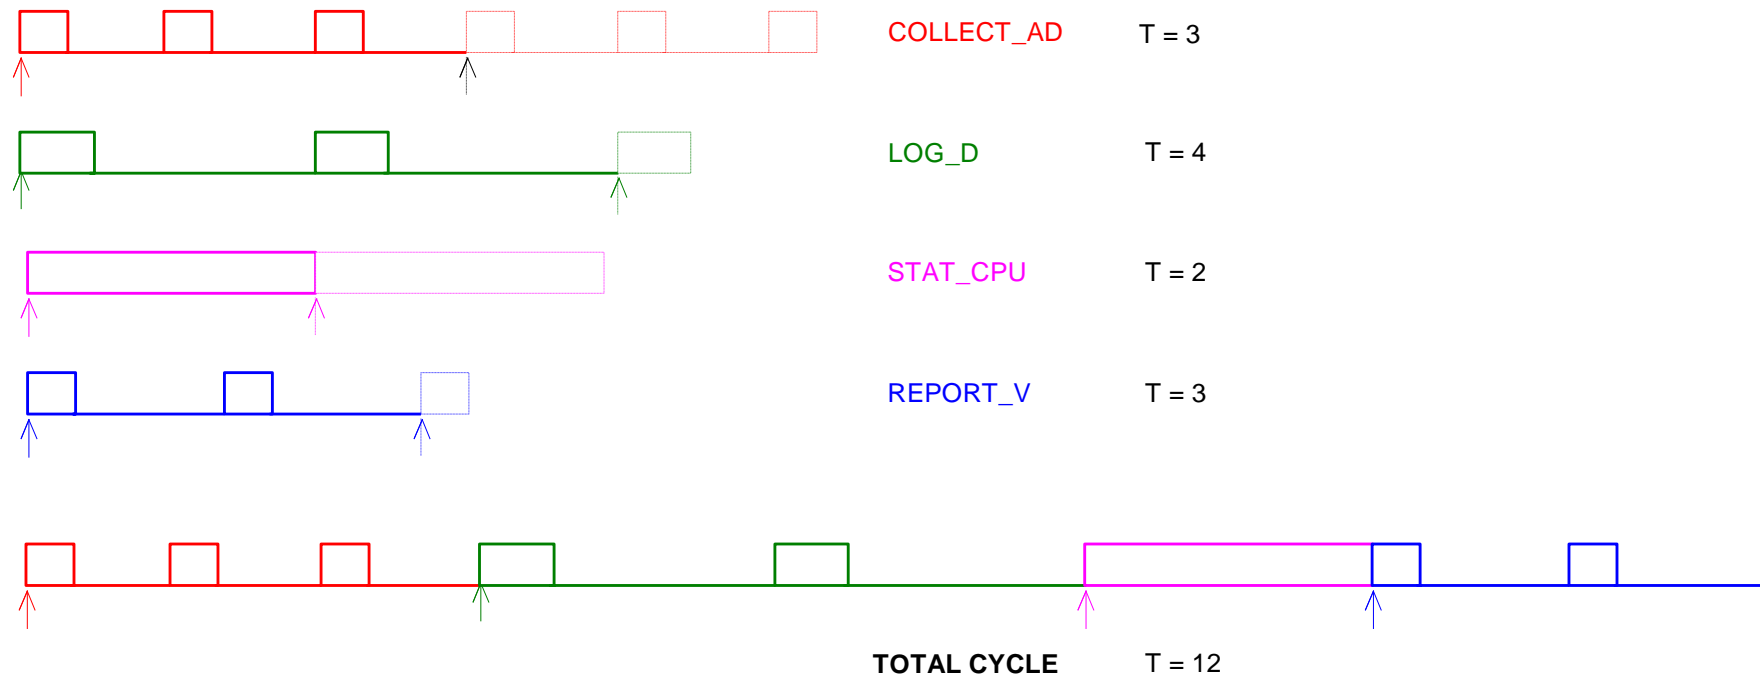 COLLECT_AD T = 3
LOG_D T = 4
STAT_CPU T = 2
REPORT_V T = 3
TOTAL CYCLE T = 12